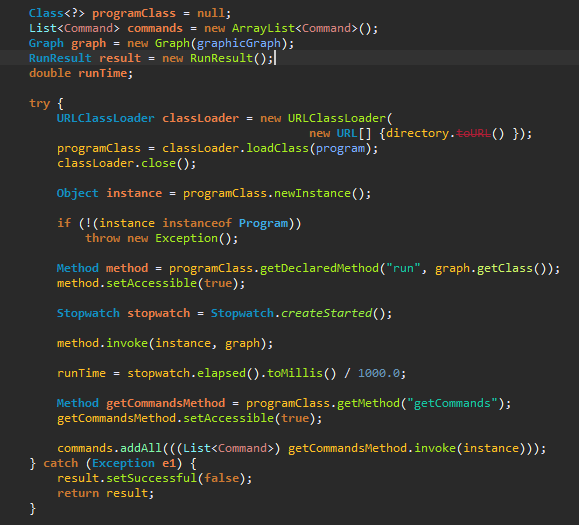 Class<?> programClass = null;
List<Command> commands = new ArrayList<Command>();
Graph graph = new Graph(graphicGraph);
RunResult result = new RunResult();
double runTime;
try {
URLClassLoader classLoader = new URLClassLoader(
new URL[] {directory.toURL() });
programClass = classLoader.loadClass(program);
classLoader.close();
Object instance = programClass.newInstance();
if (!(instance instanceof Program))
throw new Exception();
Method method = programClass.getDeclaredMethod("run", graph.getClass());
method.setAccessible(true);
Stopwatch stopwatch = Stopwatch.createStarted();
method.invoke(instance, graph);
runTime = stopwatch.elapsed().toMillis() / 1000.0;
Method getCommandsMethod = programClass.getMethod("getCommands");
getCommandsMethod.setAccessible(true);
commands.addAll(((List<Command>) getCommandsMethod.invoke(instance)));
} catch (Exception e1) {
result.setSuccessful(false);
return result;
}